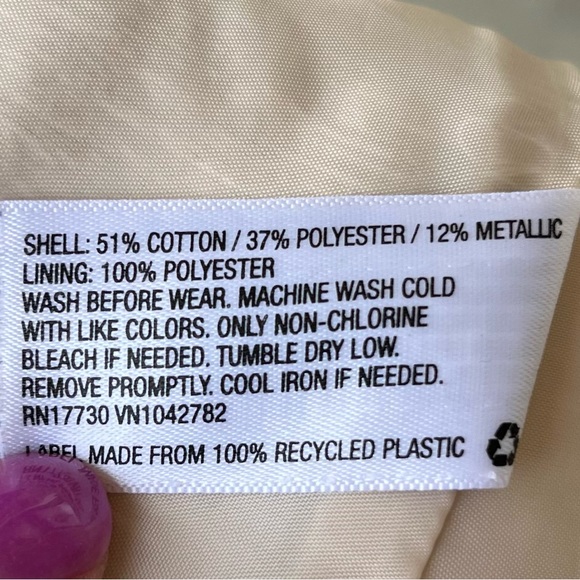 SHELL: 51% COTTON / 37% POLYESTER / 12% METALLIC
LINING: 100% POLYESTER
WASH BEFORE WEAR. MACHINE WASH COLD
WITH LIKE COLORS. ONLY NON-CHLORINE
BLEACH IF NEEDED. TUMBLE DRY LOW.
REMOVE PROMPTLY. COOL IRON IF NEEDED.
RN17730 VN1042782
LABEL MADE FROM 100% RECYCLED PLASTIC